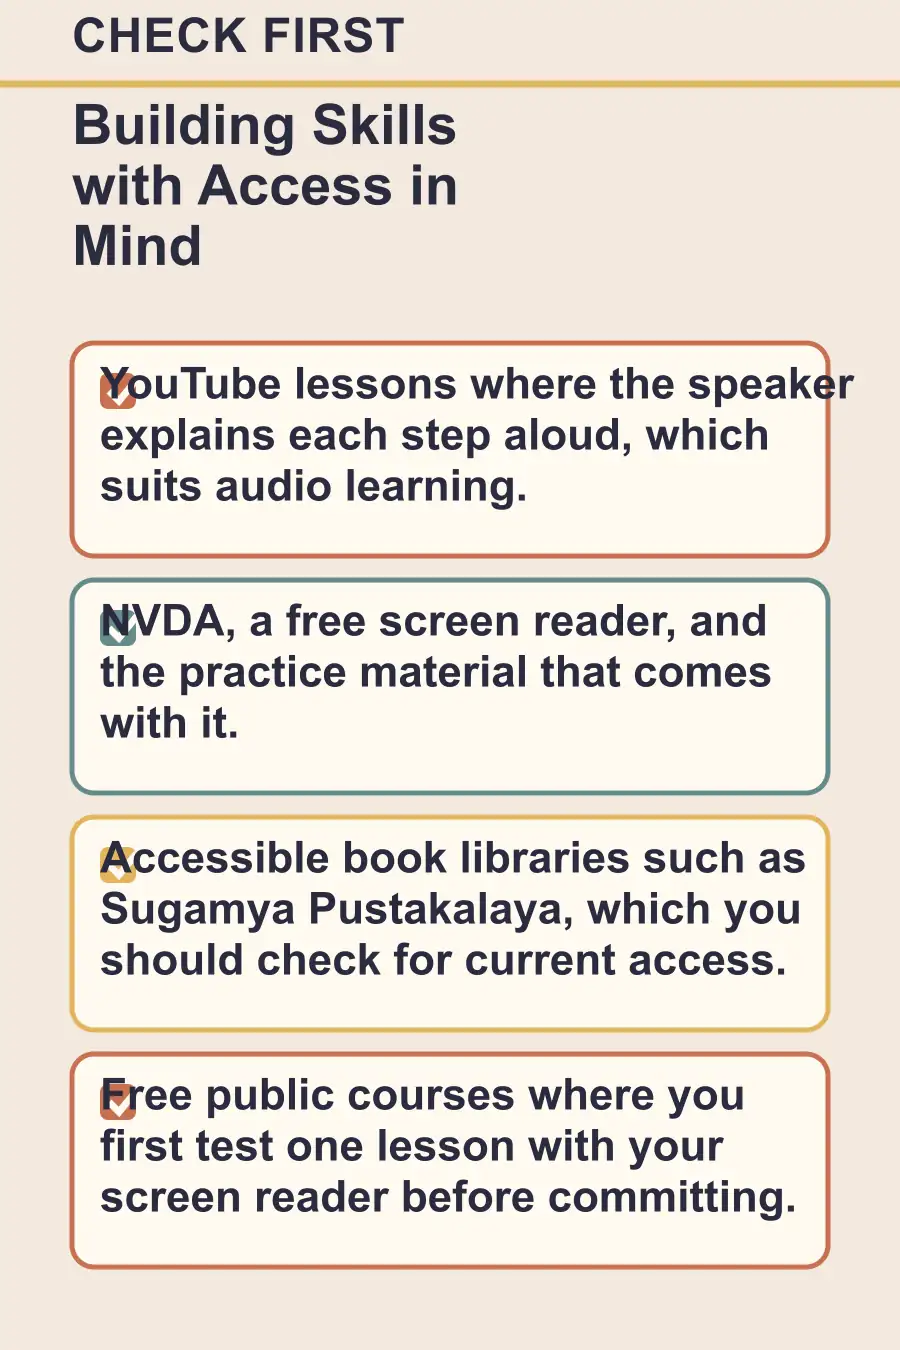 CHECK FIRST
Building Skills
with Access in
Mind
YouTube lessons where the speaker
explains each step aloud, which
suits audio learning.
NVDA, a free screen reader, and
the practice material that comes
with it.
Accessible book libraries such as
Sugamya Pustakalaya, which you
should check for current access.
Free public courses where you
first test one lesson with your
screen reader before committing.